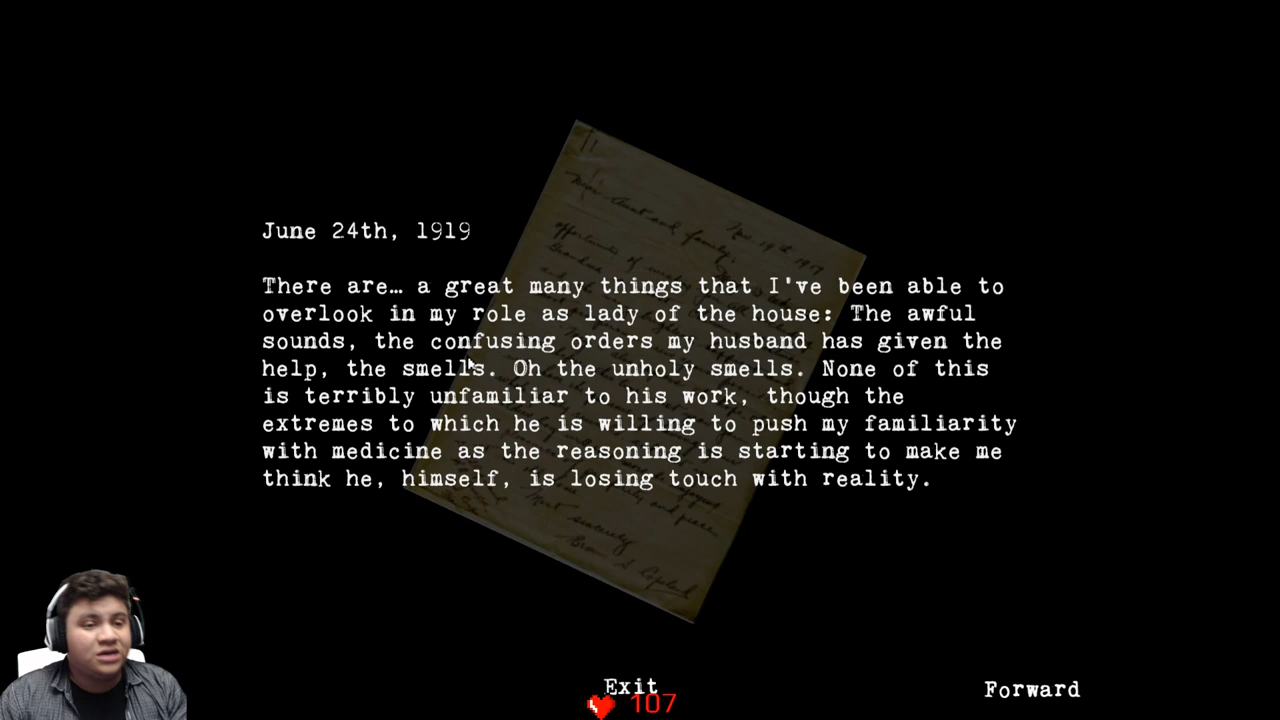 June 24th, 1919
There are… a great many things that I've been able to
overlook in my role as lady of the house: The awful
sounds, the confusing orders my husband has given the
help, the smells. Oh the unholy smells. None of this
is terribly unfamiliar to his work, though the
extremes to which he is willing to push my familiarity
with medicine as the reasoning is starting to make me
think he, himself, is losing touch with reality.
Exit
107
Forward